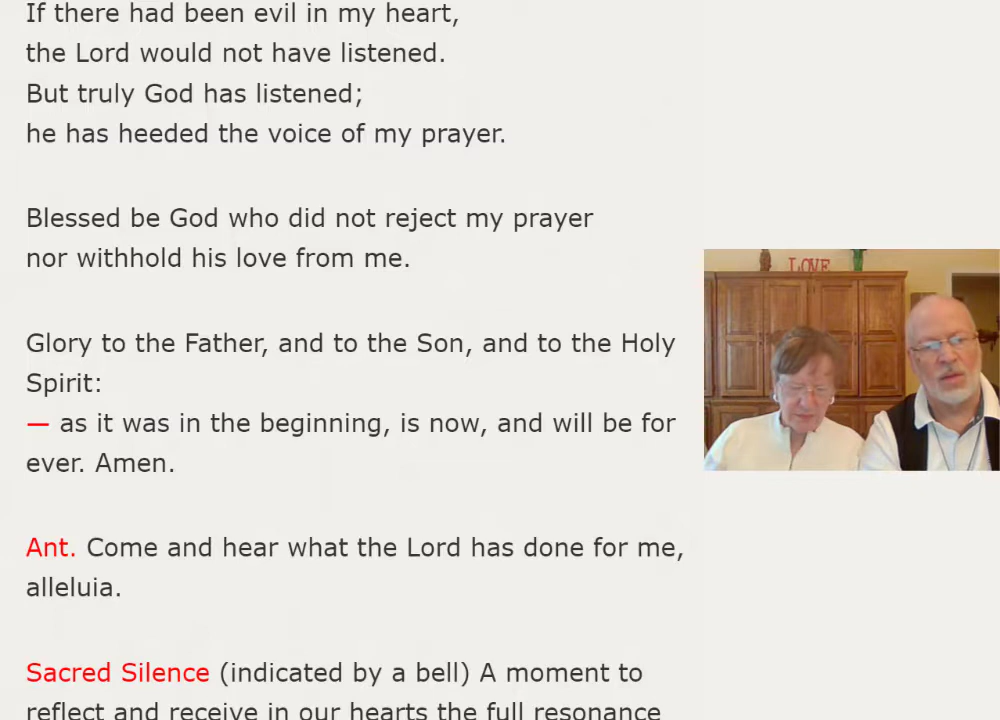 If there had been evil in my heart,
the Lord would not have listened.
But truly God has listened;
he has heeded the voice of my prayer.
Blessed be God who did not reject my prayer
nor withhold his love from me.
Glory to the Father, and to the Son, and to the Holy
Spirit:
— as it was in the beginning, is now, and will be for
ever. Amen.
Ant. Come and hear what the Lord has done for me,
alleluia.
Sacred Silence (indicated by a bell) A moment to
reflect and receive in our hearts the full resonance
LOVE